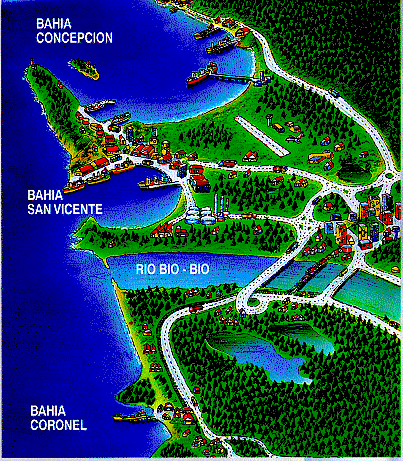 BAHIA
CONCEPCION
BAHIA
SAN VICENTE
RIO BIO - BIO
BAHIA
CORONEL